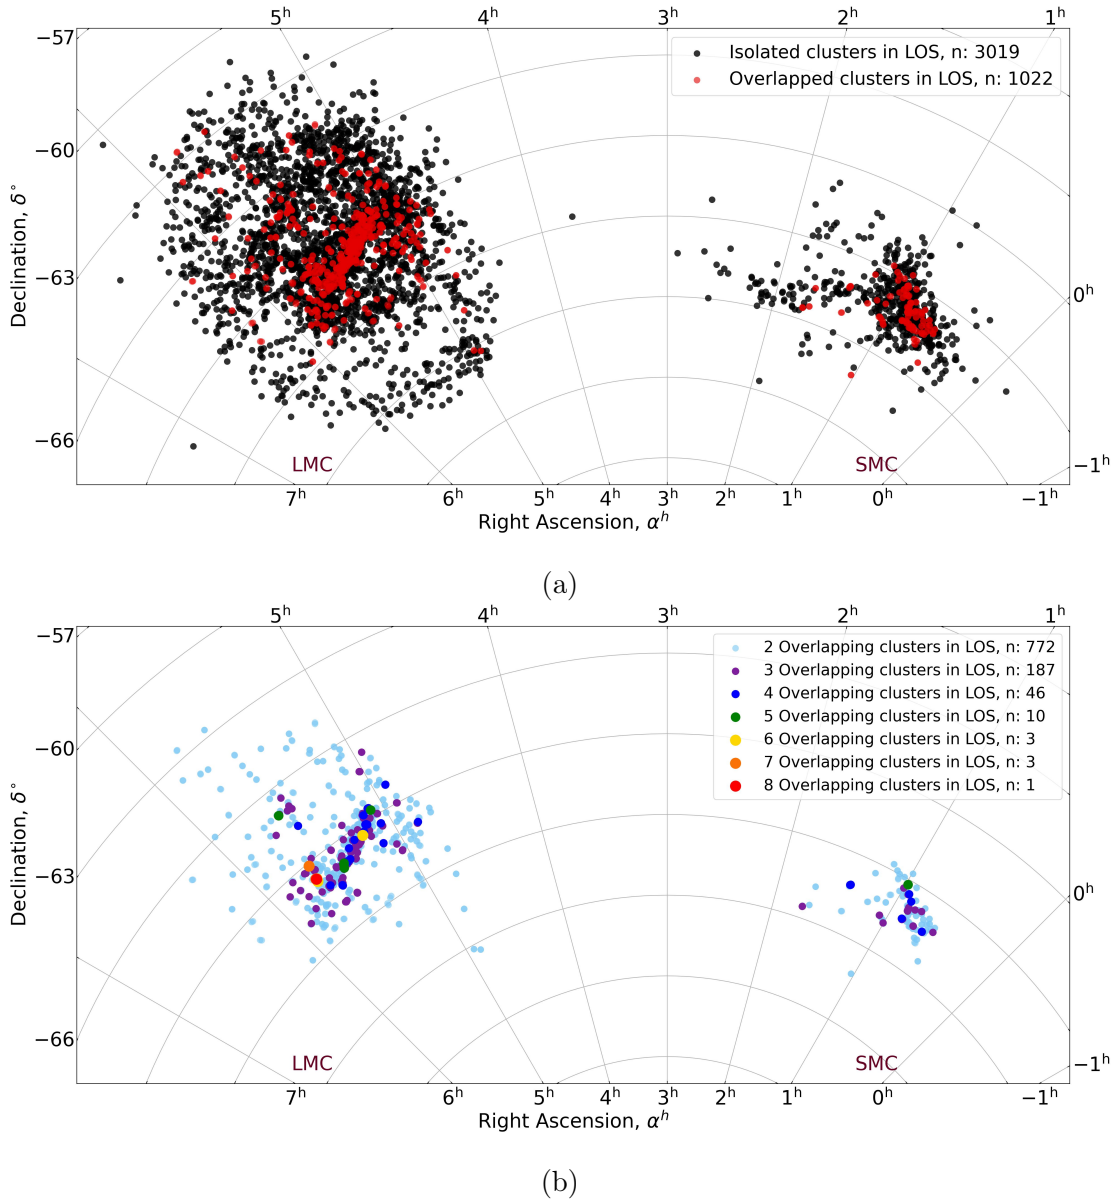 5ʰ 4ʰ 3ʰ 2ʰ 1ʰ
−57
Isolated clusters in LOS, n: 3019
Overlapped clusters in LOS, n: 1022
−60
−63
0ʰ
−66
−1ʰ
Declination, δ°
LMC
SMC
7ʰ 6ʰ 5ʰ 4ʰ 3ʰ 2ʰ 1ʰ 0ʰ −1ʰ
Right Ascension, αʰ
(a)
5ʰ 4ʰ 3ʰ 2ʰ 1ʰ
−57
2 Overlapping clusters in LOS, n: 772
3 Overlapping clusters in LOS, n: 187
4 Overlapping clusters in LOS, n: 46
5 Overlapping clusters in LOS, n: 10
6 Overlapping clusters in LOS, n: 3
7 Overlapping clusters in LOS, n: 3
8 Overlapping clusters in LOS, n: 1
−60
−63
0ʰ
−66
−1ʰ
Declination, δ°
LMC
SMC
7ʰ 6ʰ 5ʰ 4ʰ 3ʰ 2ʰ 1ʰ 0ʰ −1ʰ
Right Ascension, αʰ
(b)